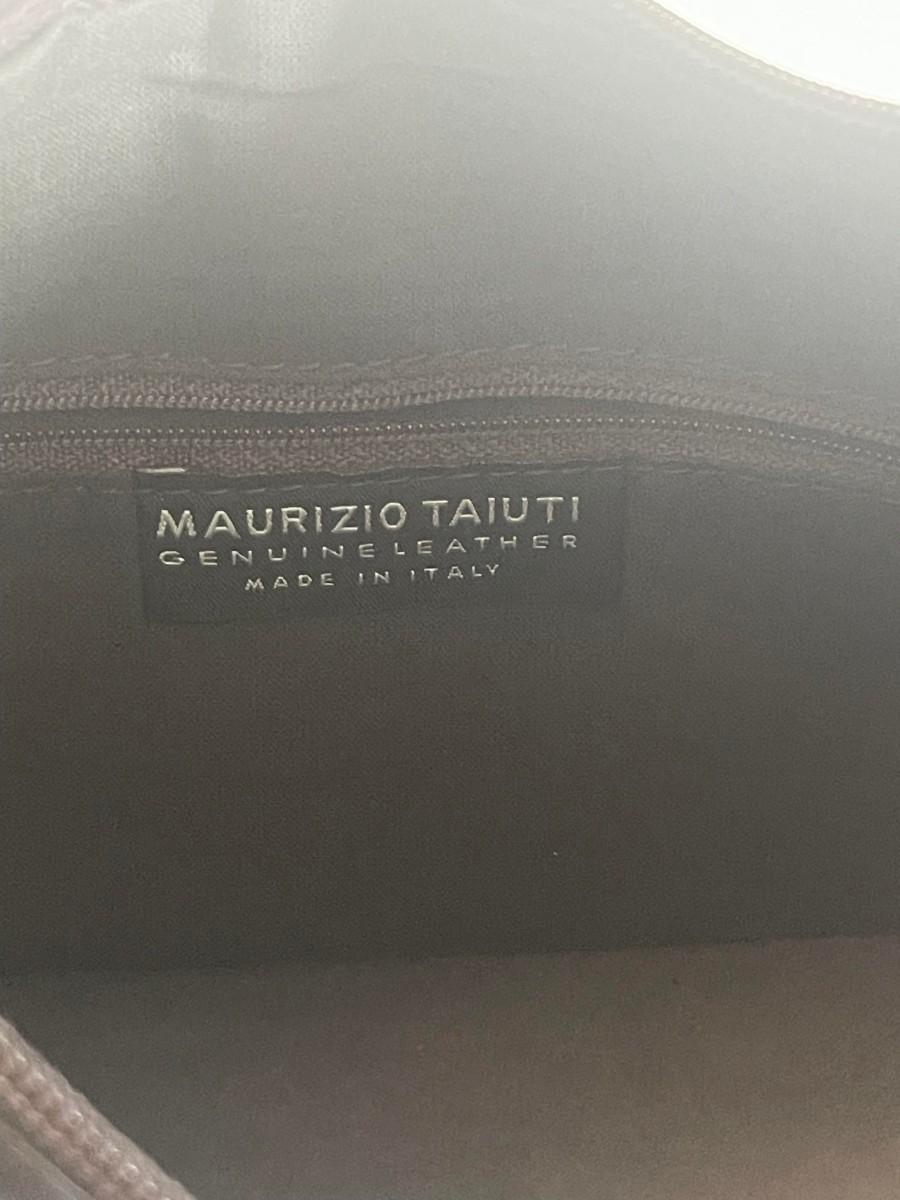 MAURIZIO TAIUTI
GENUINE LEATHER
MADE IN ITALY